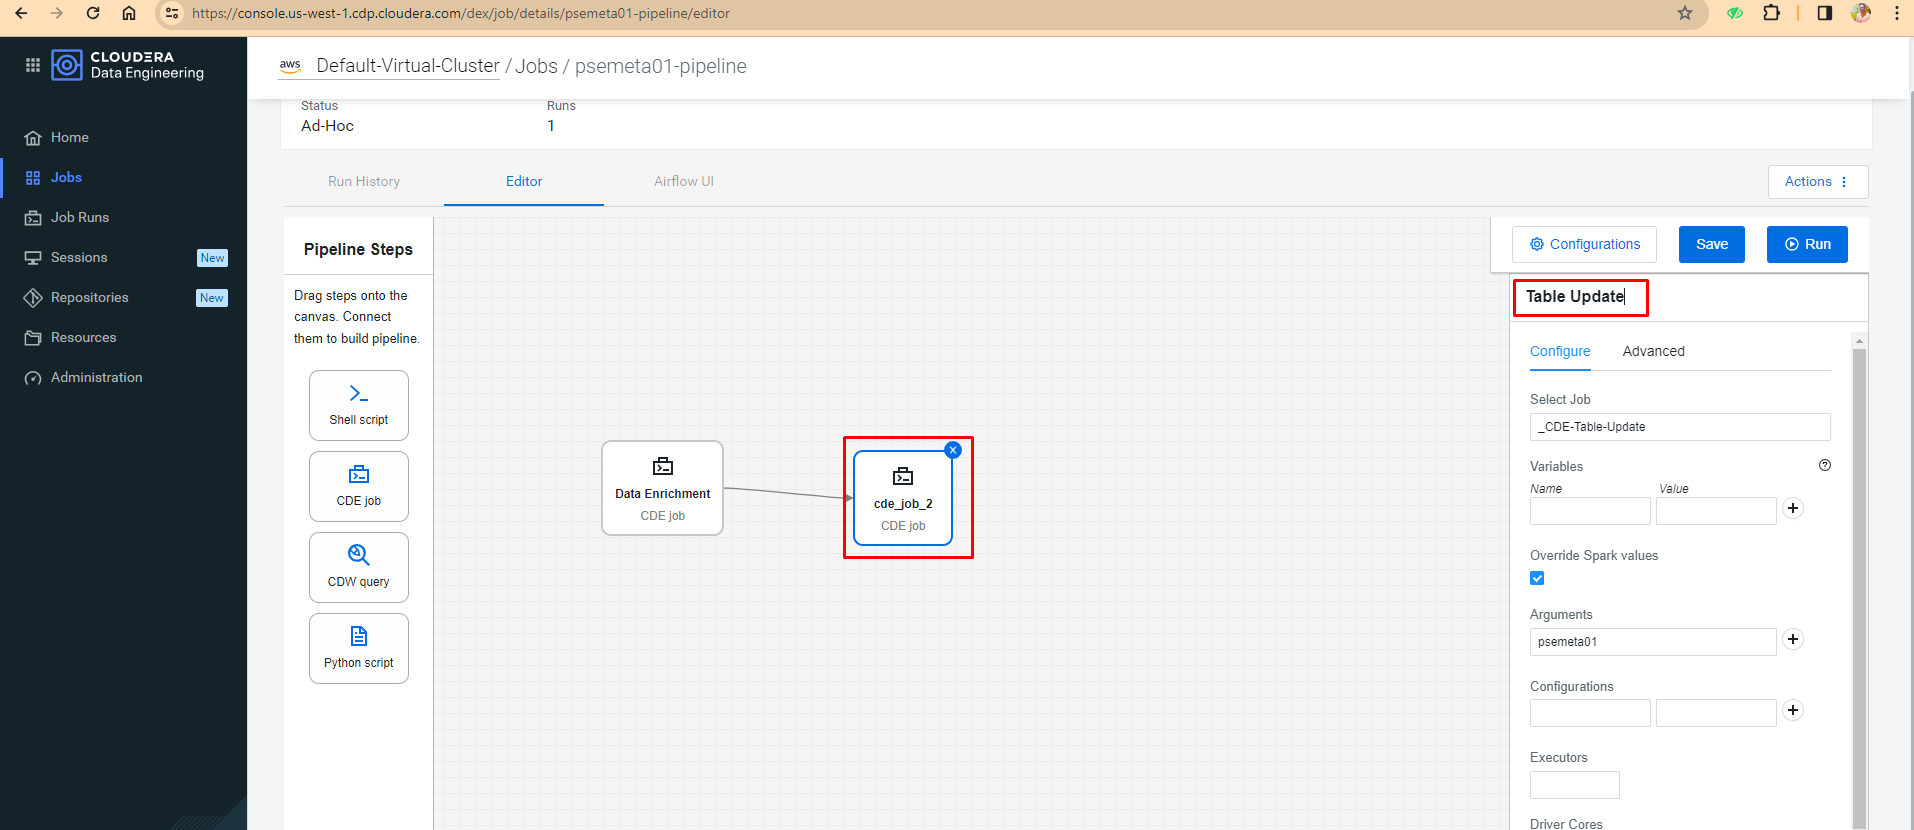 https://console.us-west-1.cdp.cloudera.com/dex/job/details/psemeta01-pipeline/editor
CLOUDERA
Data Engineering
Home
Jobs
Job Runs
Sessions New
Repositories New
Resources
Administration
aws Default-Virtual-Cluster / Jobs / psemeta01-pipeline
Status Runs
Ad-Hoc 1
Run History Editor Airflow UI
Actions
Pipeline Steps
Drag steps onto the
canvas. Connect
them to build pipeline.
Shell script
CDE job
CDW query
Python script
Data Enrichment
CDE job
cde_job_2
CDE job
Configurations Save Run
Table Update
Configure Advanced
Select Job
_CDE-Table-Update
Variables
Name Value
Override Spark values
Arguments
psemeta01
Configurations
Executors
Driver Cores